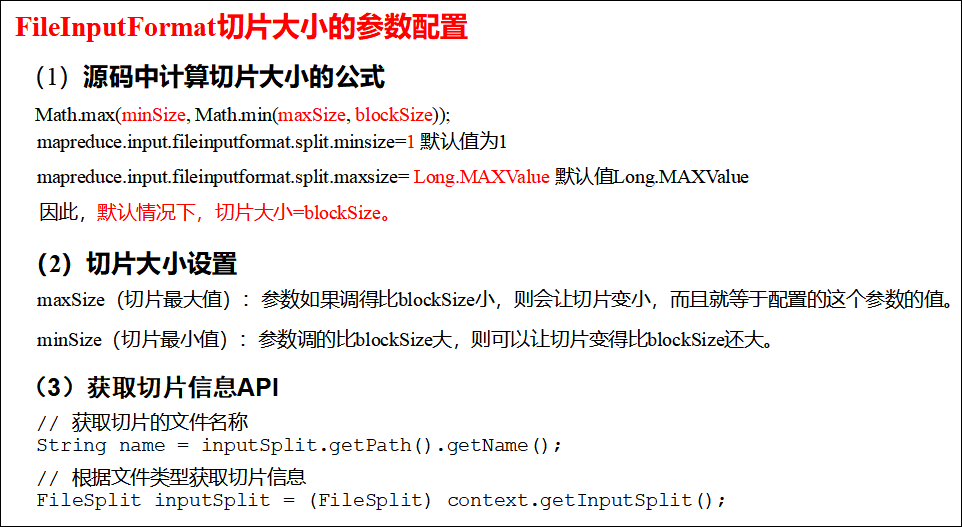 FileInputFormat切片大小的参数配置
（1）源码中计算切片大小的公式
Math.max(minSize, Math.min(maxSize, blockSize));
mapreduce.input.fileinputformat.split.minsize=1 默认值为1
mapreduce.input.fileinputformat.split.maxsize= Long.MAXValue 默认值Long.MAXValue
因此，默认情况下，切片大小=blockSize。
（2）切片大小设置
maxSize（切片最大值）：参数如果调得比blockSize小，则会让切片变小，而且就等于配置的这个参数的值。
minSize（切片最小值）：参数调的比blockSize大，则可以让切片变得比blockSize还大。
（3）获取切片信息API
// 获取切片的文件名称
String name = inputSplit.getPath().getName();
// 根据文件类型获取切片信息
FileSplit inputSplit = (FileSplit) context.getInputSplit();